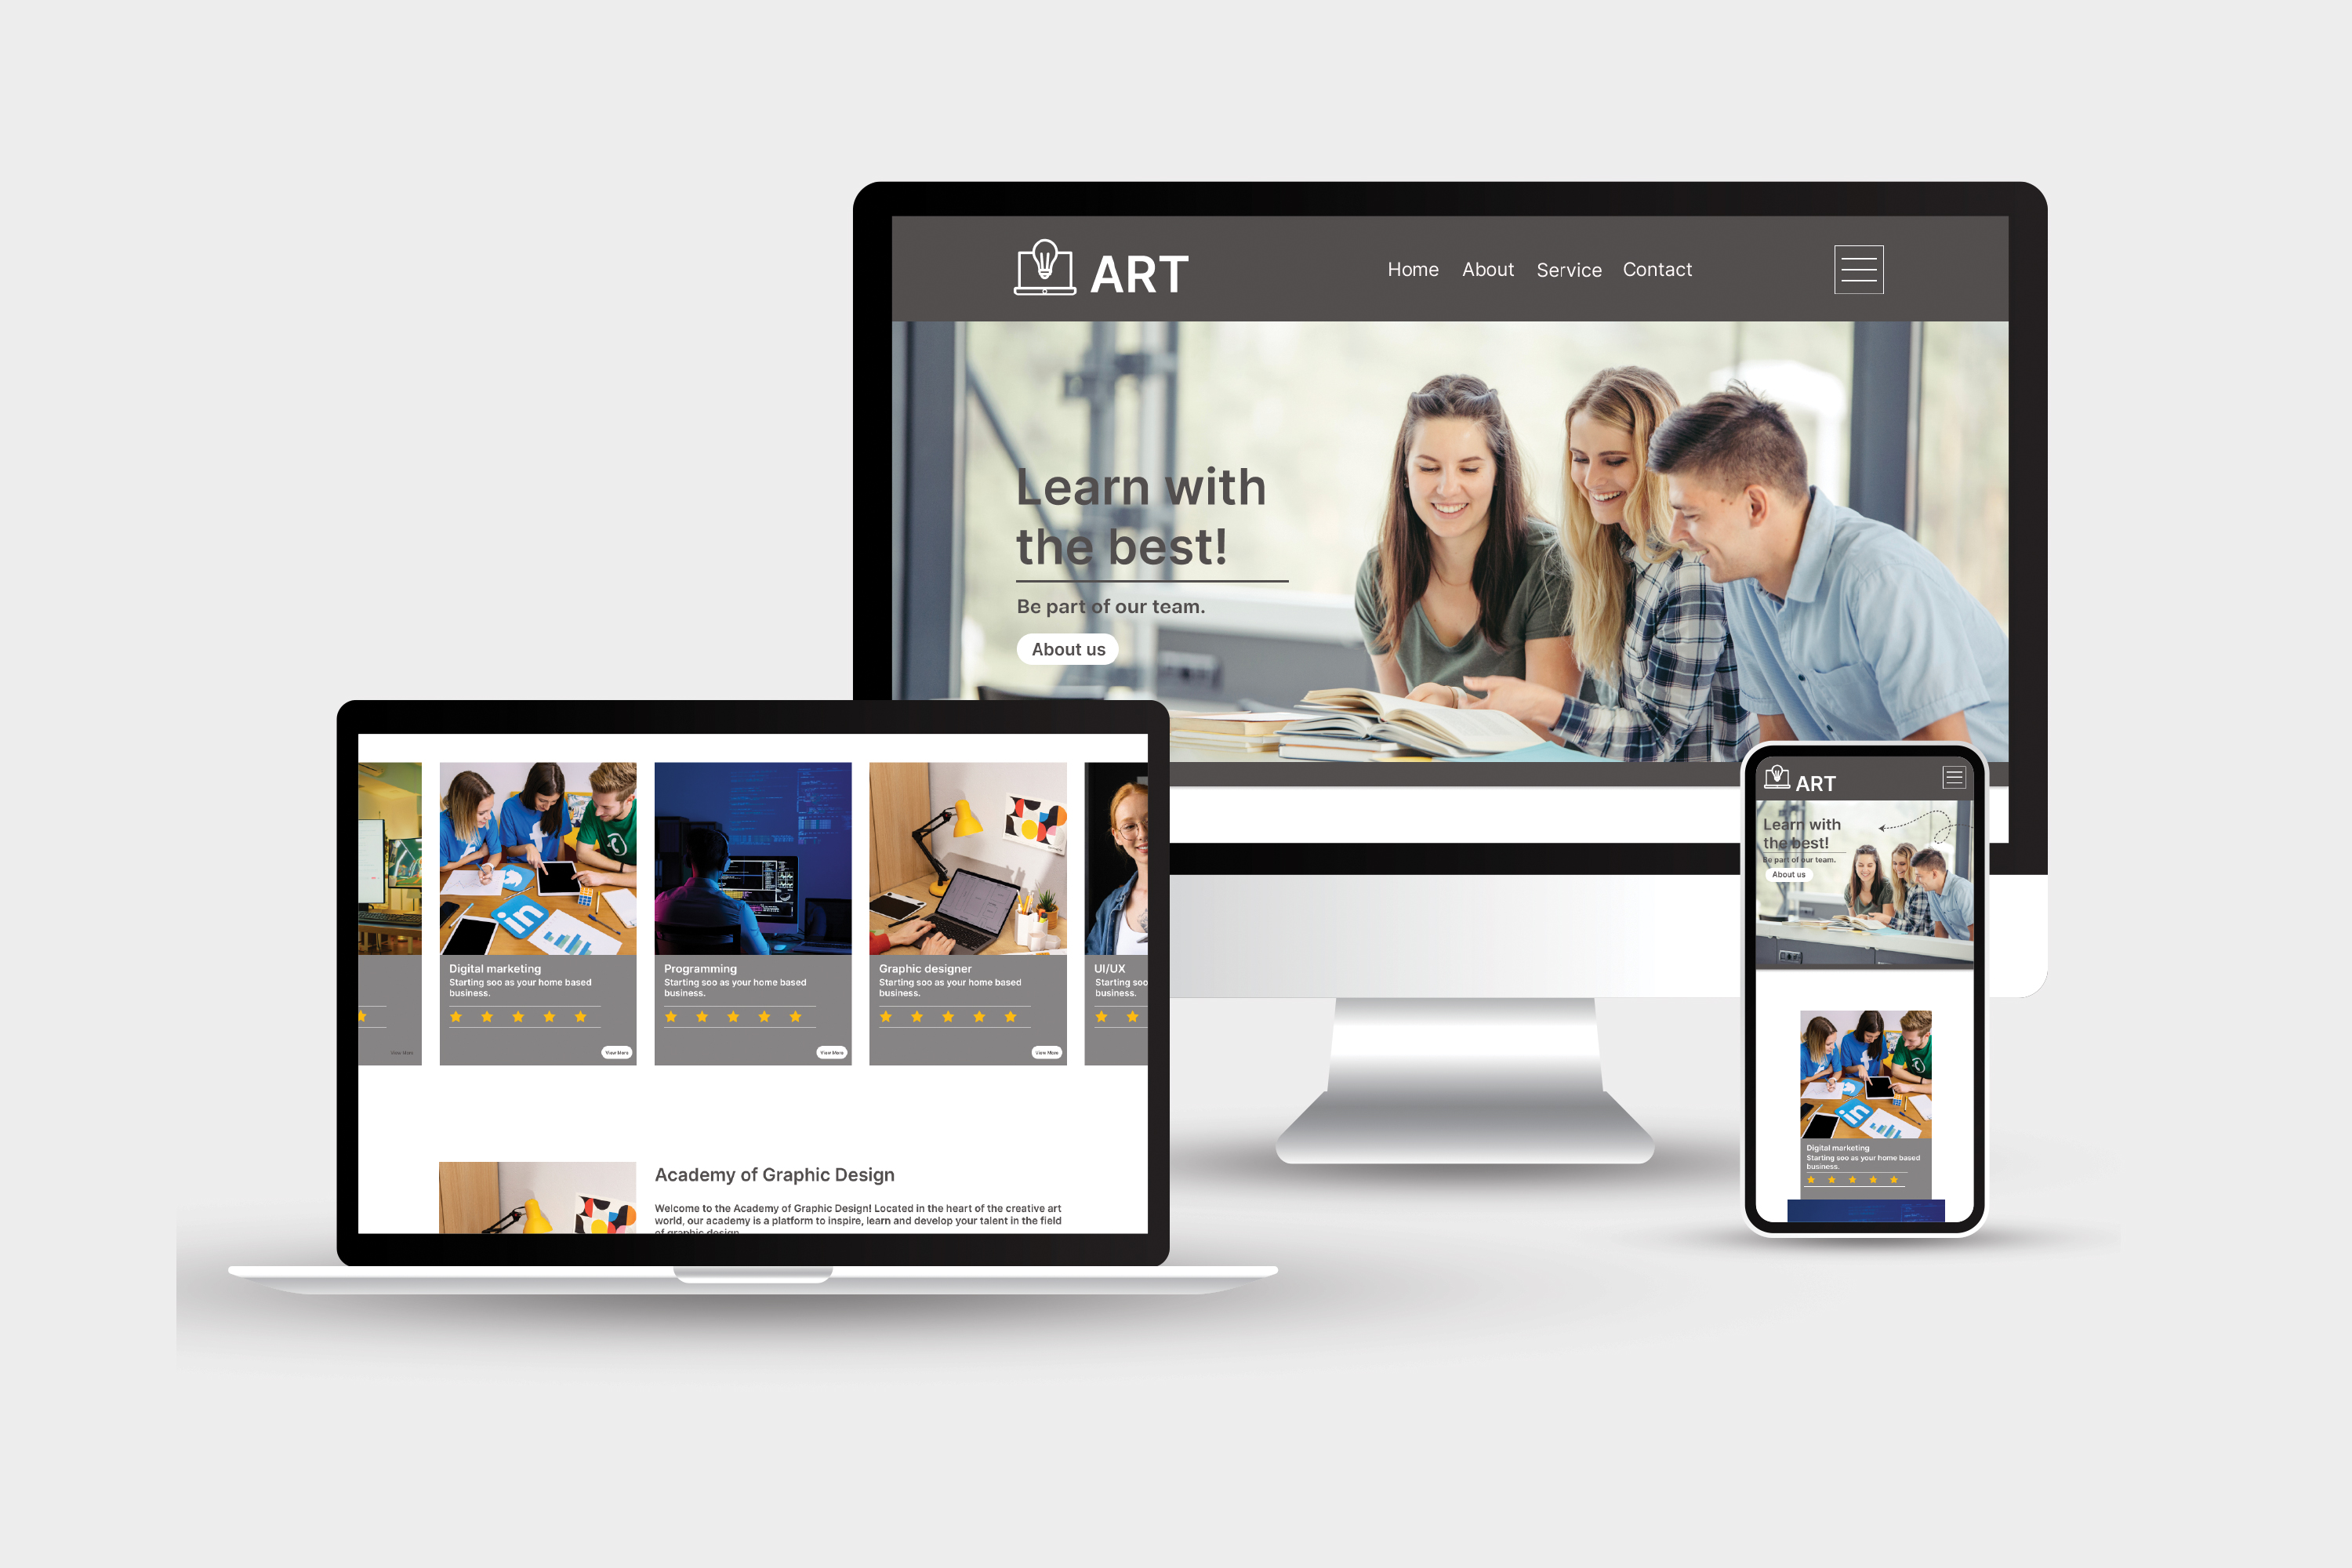 ART
Home About Service Contact
Learn with
the best!
Be part of our team.
About us
Digital marketing
Starting soo as your home based
business.
View More
Programming
Starting soo as your home based
business.
View More
Graphic designer
Starting soo as your home based
business.
View More
UI/UX
Starting soo
business.
View More
Academy of Graphic Design
Welcome to the Academy of Graphic Design! Located in the heart of the creative art
world, our academy is a platform to inspire, learn and develop your talent in the field
of graphic design
ART
Learn with
the best!
Be part of our team.
About us
in
Digital marketing
Starting soo as your home based
business.
in